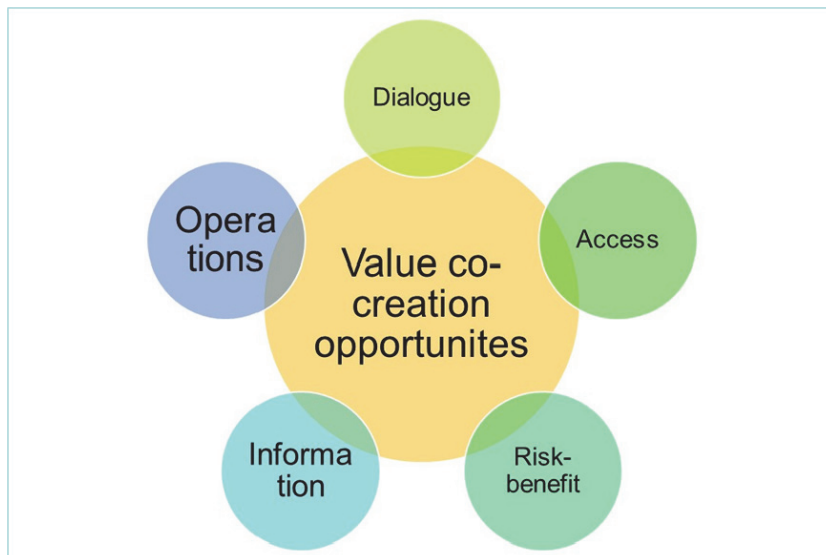 Dialogue
Opera
tions
Access
Value co-
creation
opportunites
Informa
tion
Risk-
benefit